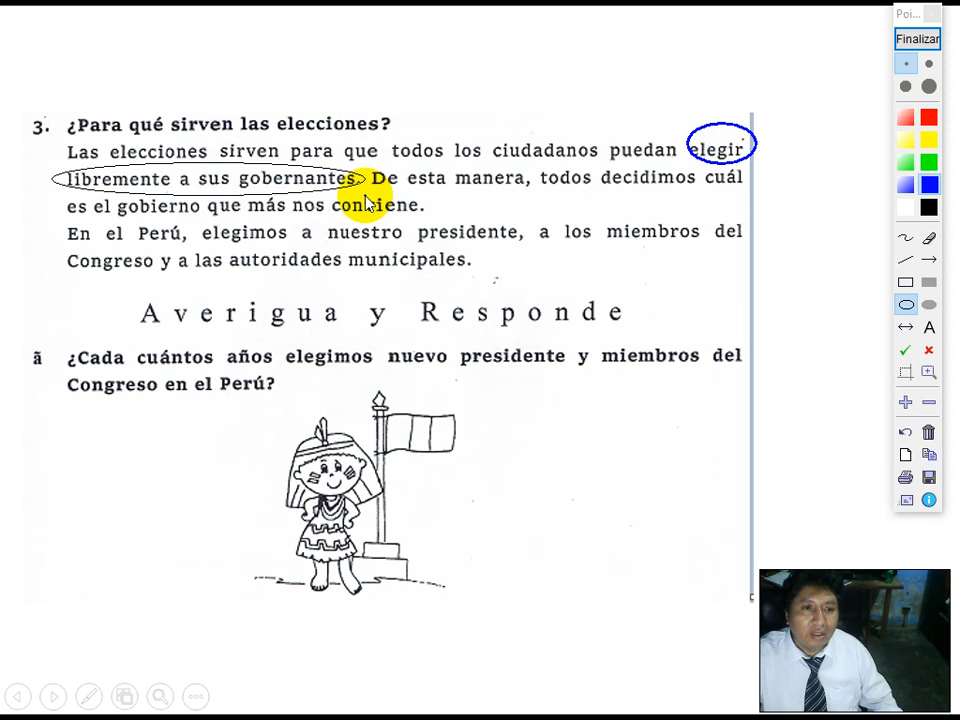 Poi...
Finalizar
3. ¿Para qué sirven las elecciones?
Las elecciones sirven para que todos los ciudadanos puedan elegir
libremente a sus gobernantes. De esta manera, todos decidimos cuál
es el gobierno que más nos conviene.
En el Perú, elegimos a nuestro presidente, a los miembros del
Congreso y a las autoridades municipales.
Averigua y Responde
ã ¿Cada cuántos años elegimos nuevo presidente y miembros del
Congreso en el Perú?
A